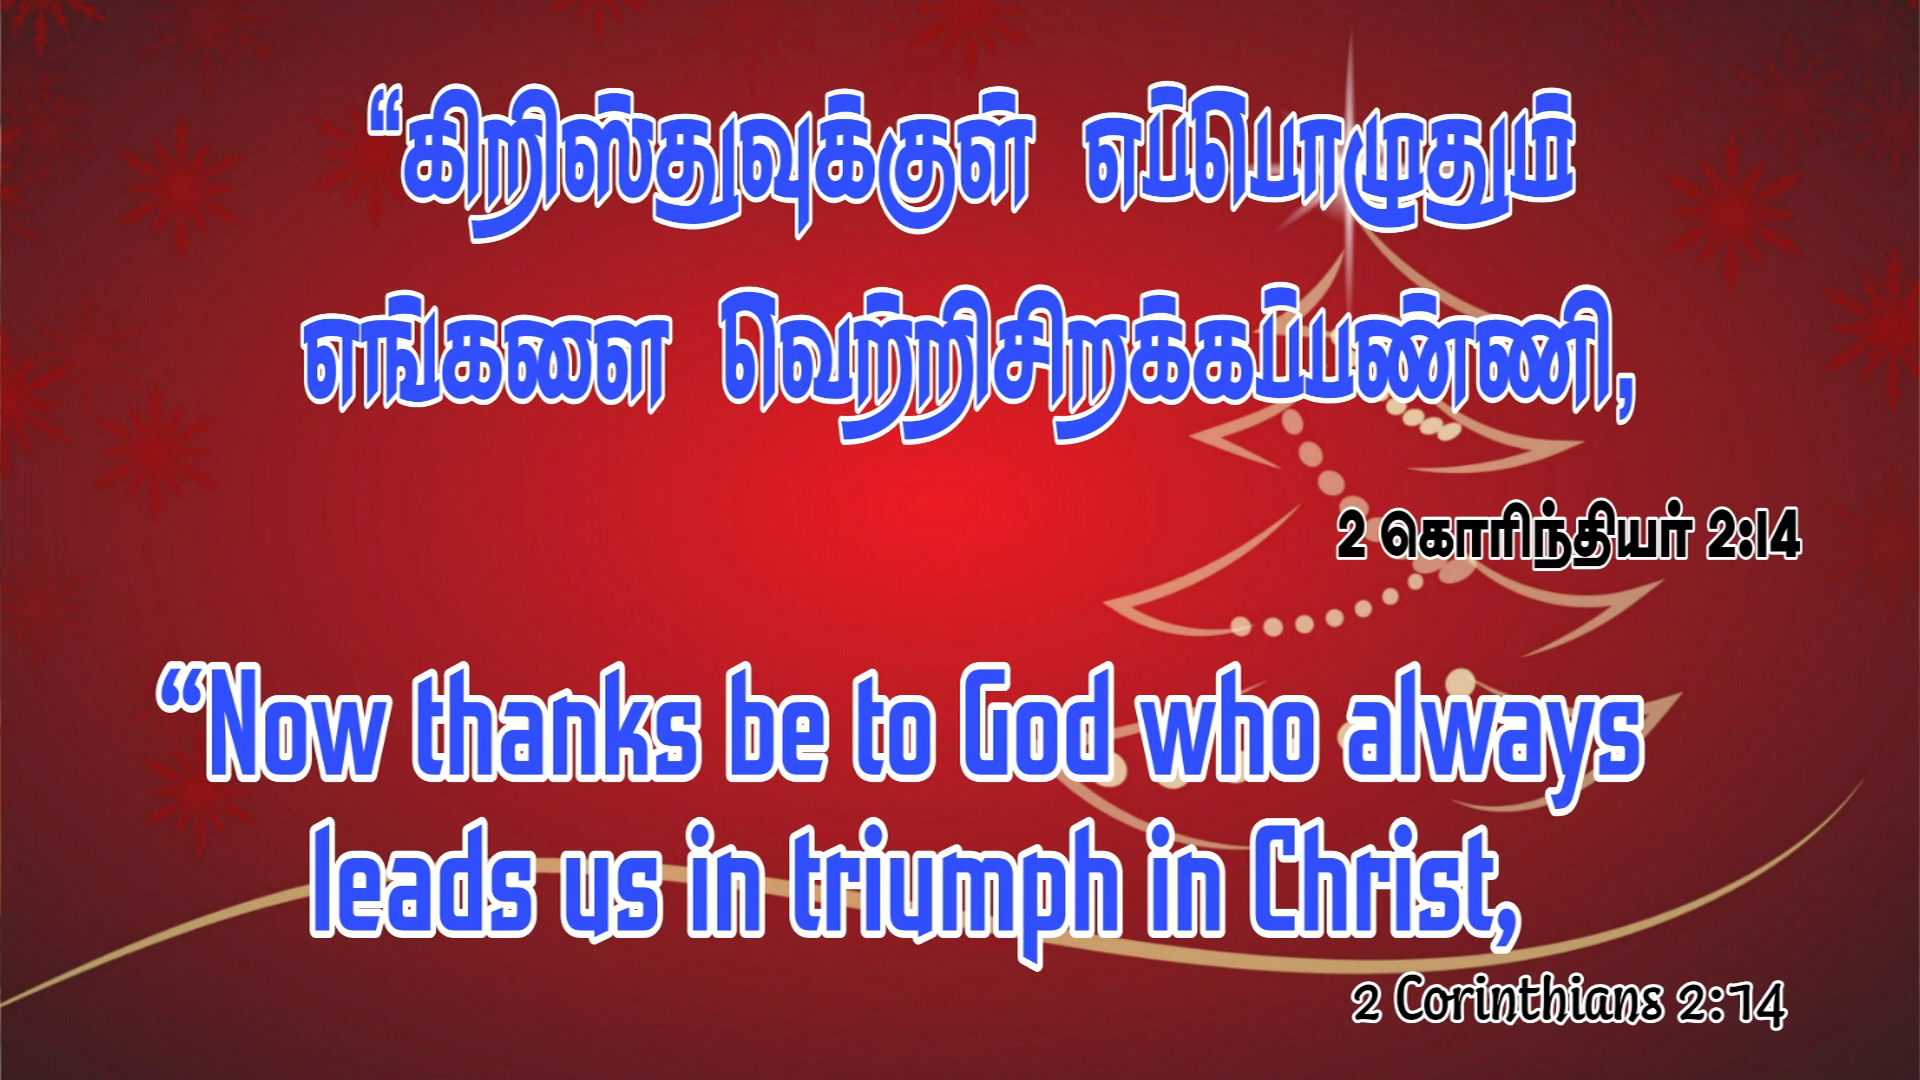 “கிறிஸ்துவுக்குள் எப்பொழுதும்
எங்களை வெற்றிசிறக்கப்பண்ணி,
2 கொரிந்தியர் 2:14
“Now thanks be to God who always
leads us in triumph in Christ,
2 Corinthians 2:14